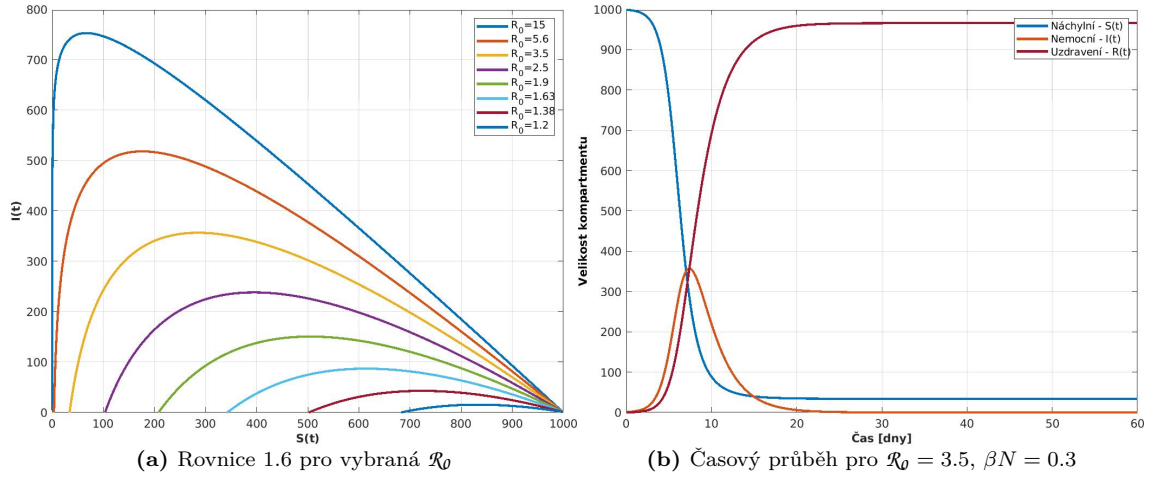 800
700
600
500
400
300
200
100
0
I(t)
0 100 200 300 400 500 600 700 800 900 1000
S(t)
R0=15
R0=5.6
R0=3.5
R0=2.5
R0=1.9
R0=1.63
R0=1.38
R0=1.2
(a) Rovnice 1.6 pro vybraná R0
1000
900
800
700
600
500
400
300
200
100
0
Velikost kompartmentu
0 10 20 30 40 50 60
Čas [dny]
Náchylní - S(t)
Nemocní - I(t)
Uzdravení - R(t)
(b) Časový průběh pro R0 = 3.5, βN = 0.3